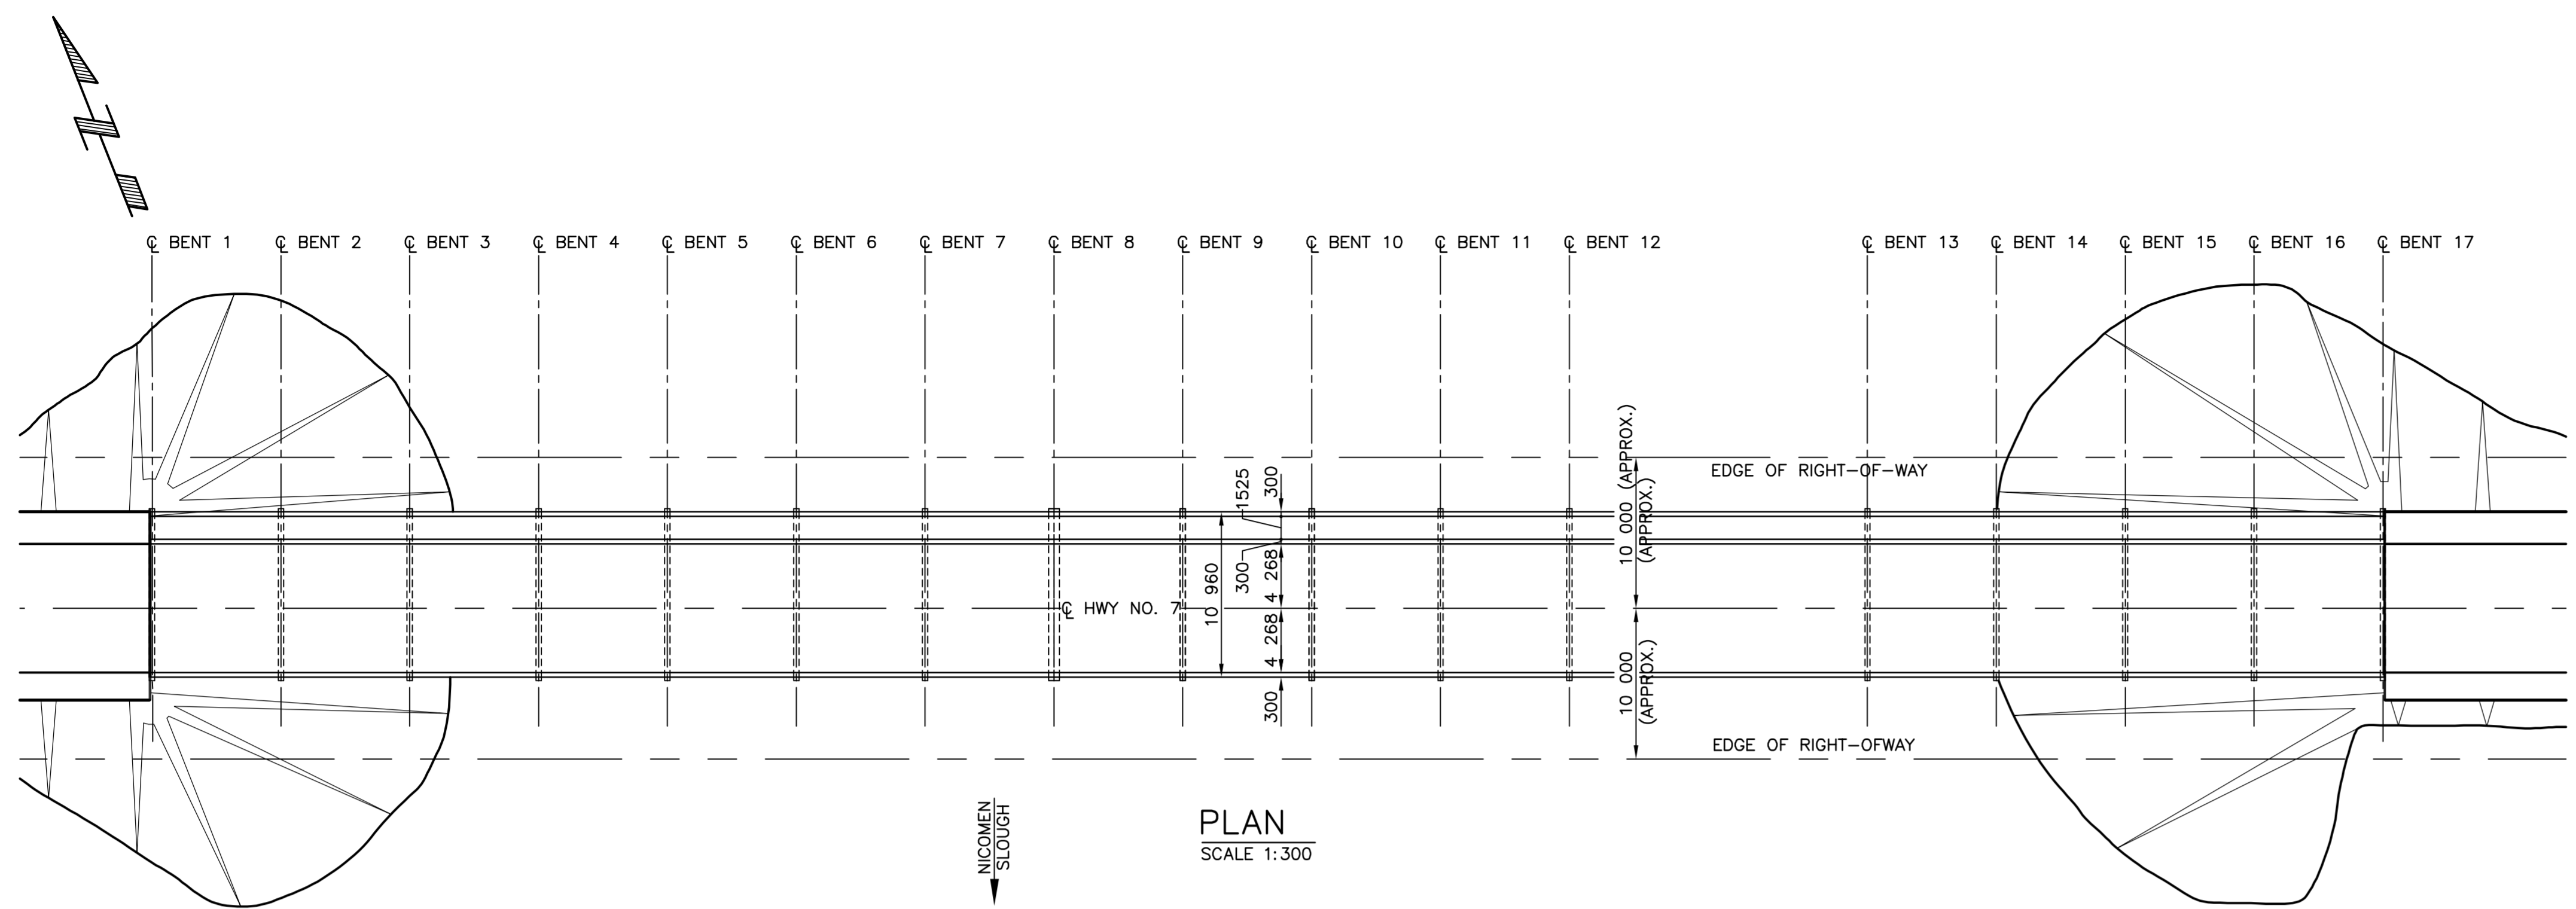 ℄ BENT 1
℄ BENT 2
℄ BENT 3
℄ BENT 4
℄ BENT 5
℄ BENT 6
℄ BENT 7
℄ BENT 8
℄ BENT 9
℄ BENT 10
℄ BENT 11
℄ BENT 12
℄ BENT 13
℄ BENT 14
℄ BENT 15
℄ BENT 16
℄ BENT 17
EDGE OF RIGHT-OF-WAY
10 000 (APPROX.)
(APPROX.)
1525
300
300
4 268
10 960
℄ HWY NO. 7
4 268
300
10 000
(APPROX.)
EDGE OF RIGHT-OFWAY
NICOMEN
SLOUGH
PLAN
SCALE 1:300